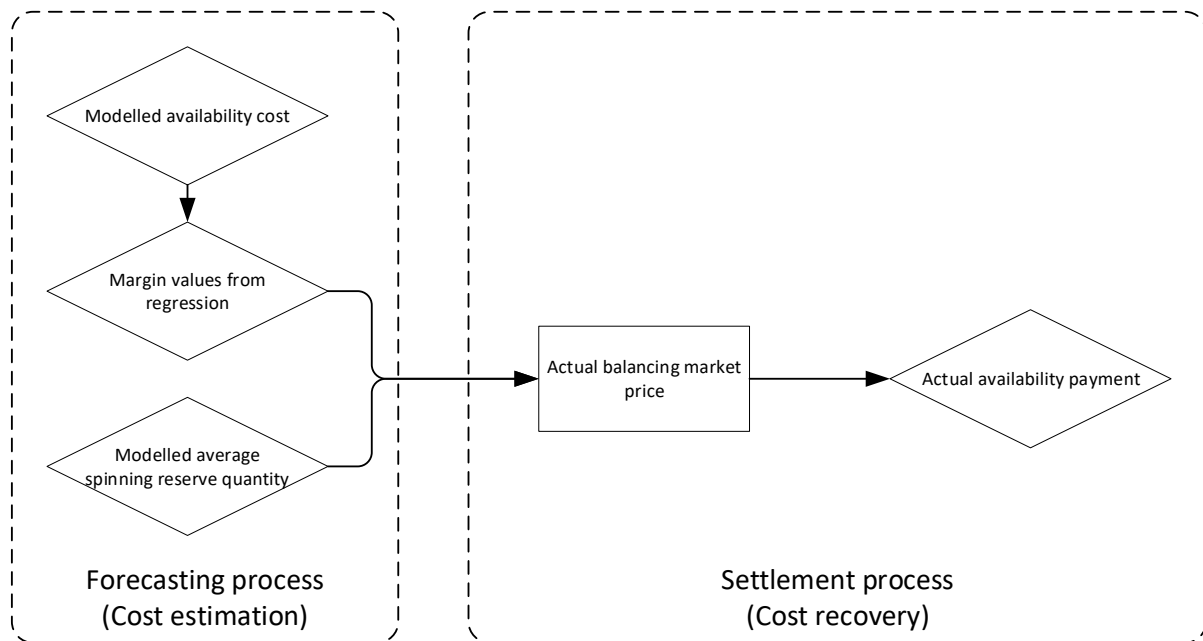 Modelled availability cost
Margin values from
regression
Modelled average
spinning reserve quantity
Forecasting process
(Cost estimation)
Actual balancing market
price
Actual availability payment
Settlement process
(Cost recovery)